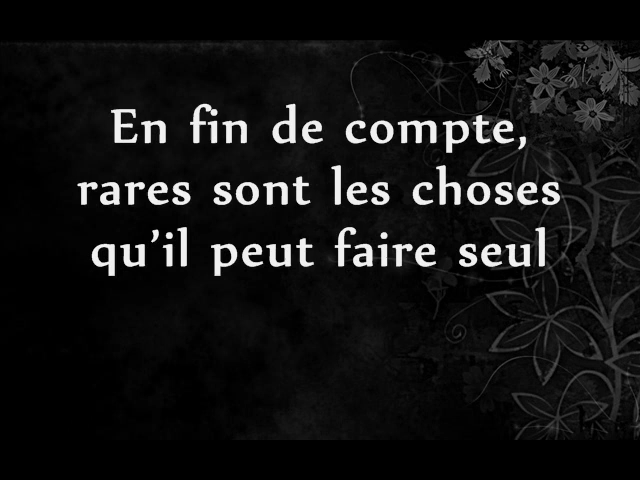 En fin de compte,
rares sont les choses
qu’il peut faire seul